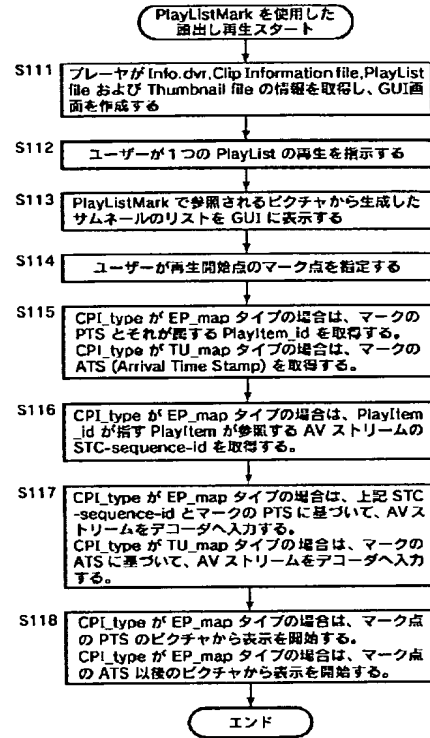 PlayListMark を使用した
頭出し再生スタート
S111
プレーヤが Info.dvr,Clip Information file,PlayList
file および Thumbnail file の情報を取得し、GUI画
面を作成する
S112
ユーザーが１つの PlayList の再生を指示する
S113
PlayListMark で参照されるピクチャから生成した
サムネールのリストを GUI に表示する
S114
ユーザーが再生開始点のマーク点を指定する
S115
CPI_type が EP_map タイプの場合は、マークの
PTS とそれが属する PlayItem_id を取得する。
CPI_type が TU_map タイプの場合は、マークの
ATS (Arrival Time Stamp) を取得する。
S116
CPI_type が EP_map タイプの場合は、PlayItem
_id が指す PlayItem が参照する AV ストリームの
STC-sequence-id を取得する。
S117
CPI_type が EP_map タイプの場合は、上記 STC
-sequence-id とマークの PTS に基づいて、AVス
トリームをデコーダへ入力する。
CPI_type が TU_map タイプの場合は、マークの
ATS に基づいて、AV ストリームをデコーダへ入力
する。
S118
CPI_type が EP_map タイプの場合は、マーク点
の PTS のピクチャから表示を開始する。
CPI_type が EP_map タイプの場合は、マーク点
の ATS 以後のピクチャから表示を開始する。
エンド